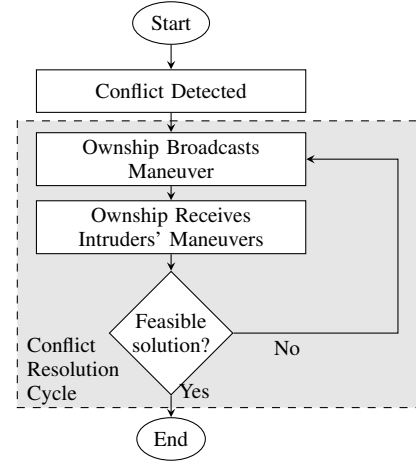 Start
Conflict Detected
Ownship Broadcasts
Maneuver
Ownship Receives
Intruders’ Maneuvers
Feasible
solution?
No
Conflict
Resolution
Cycle
Yes
End